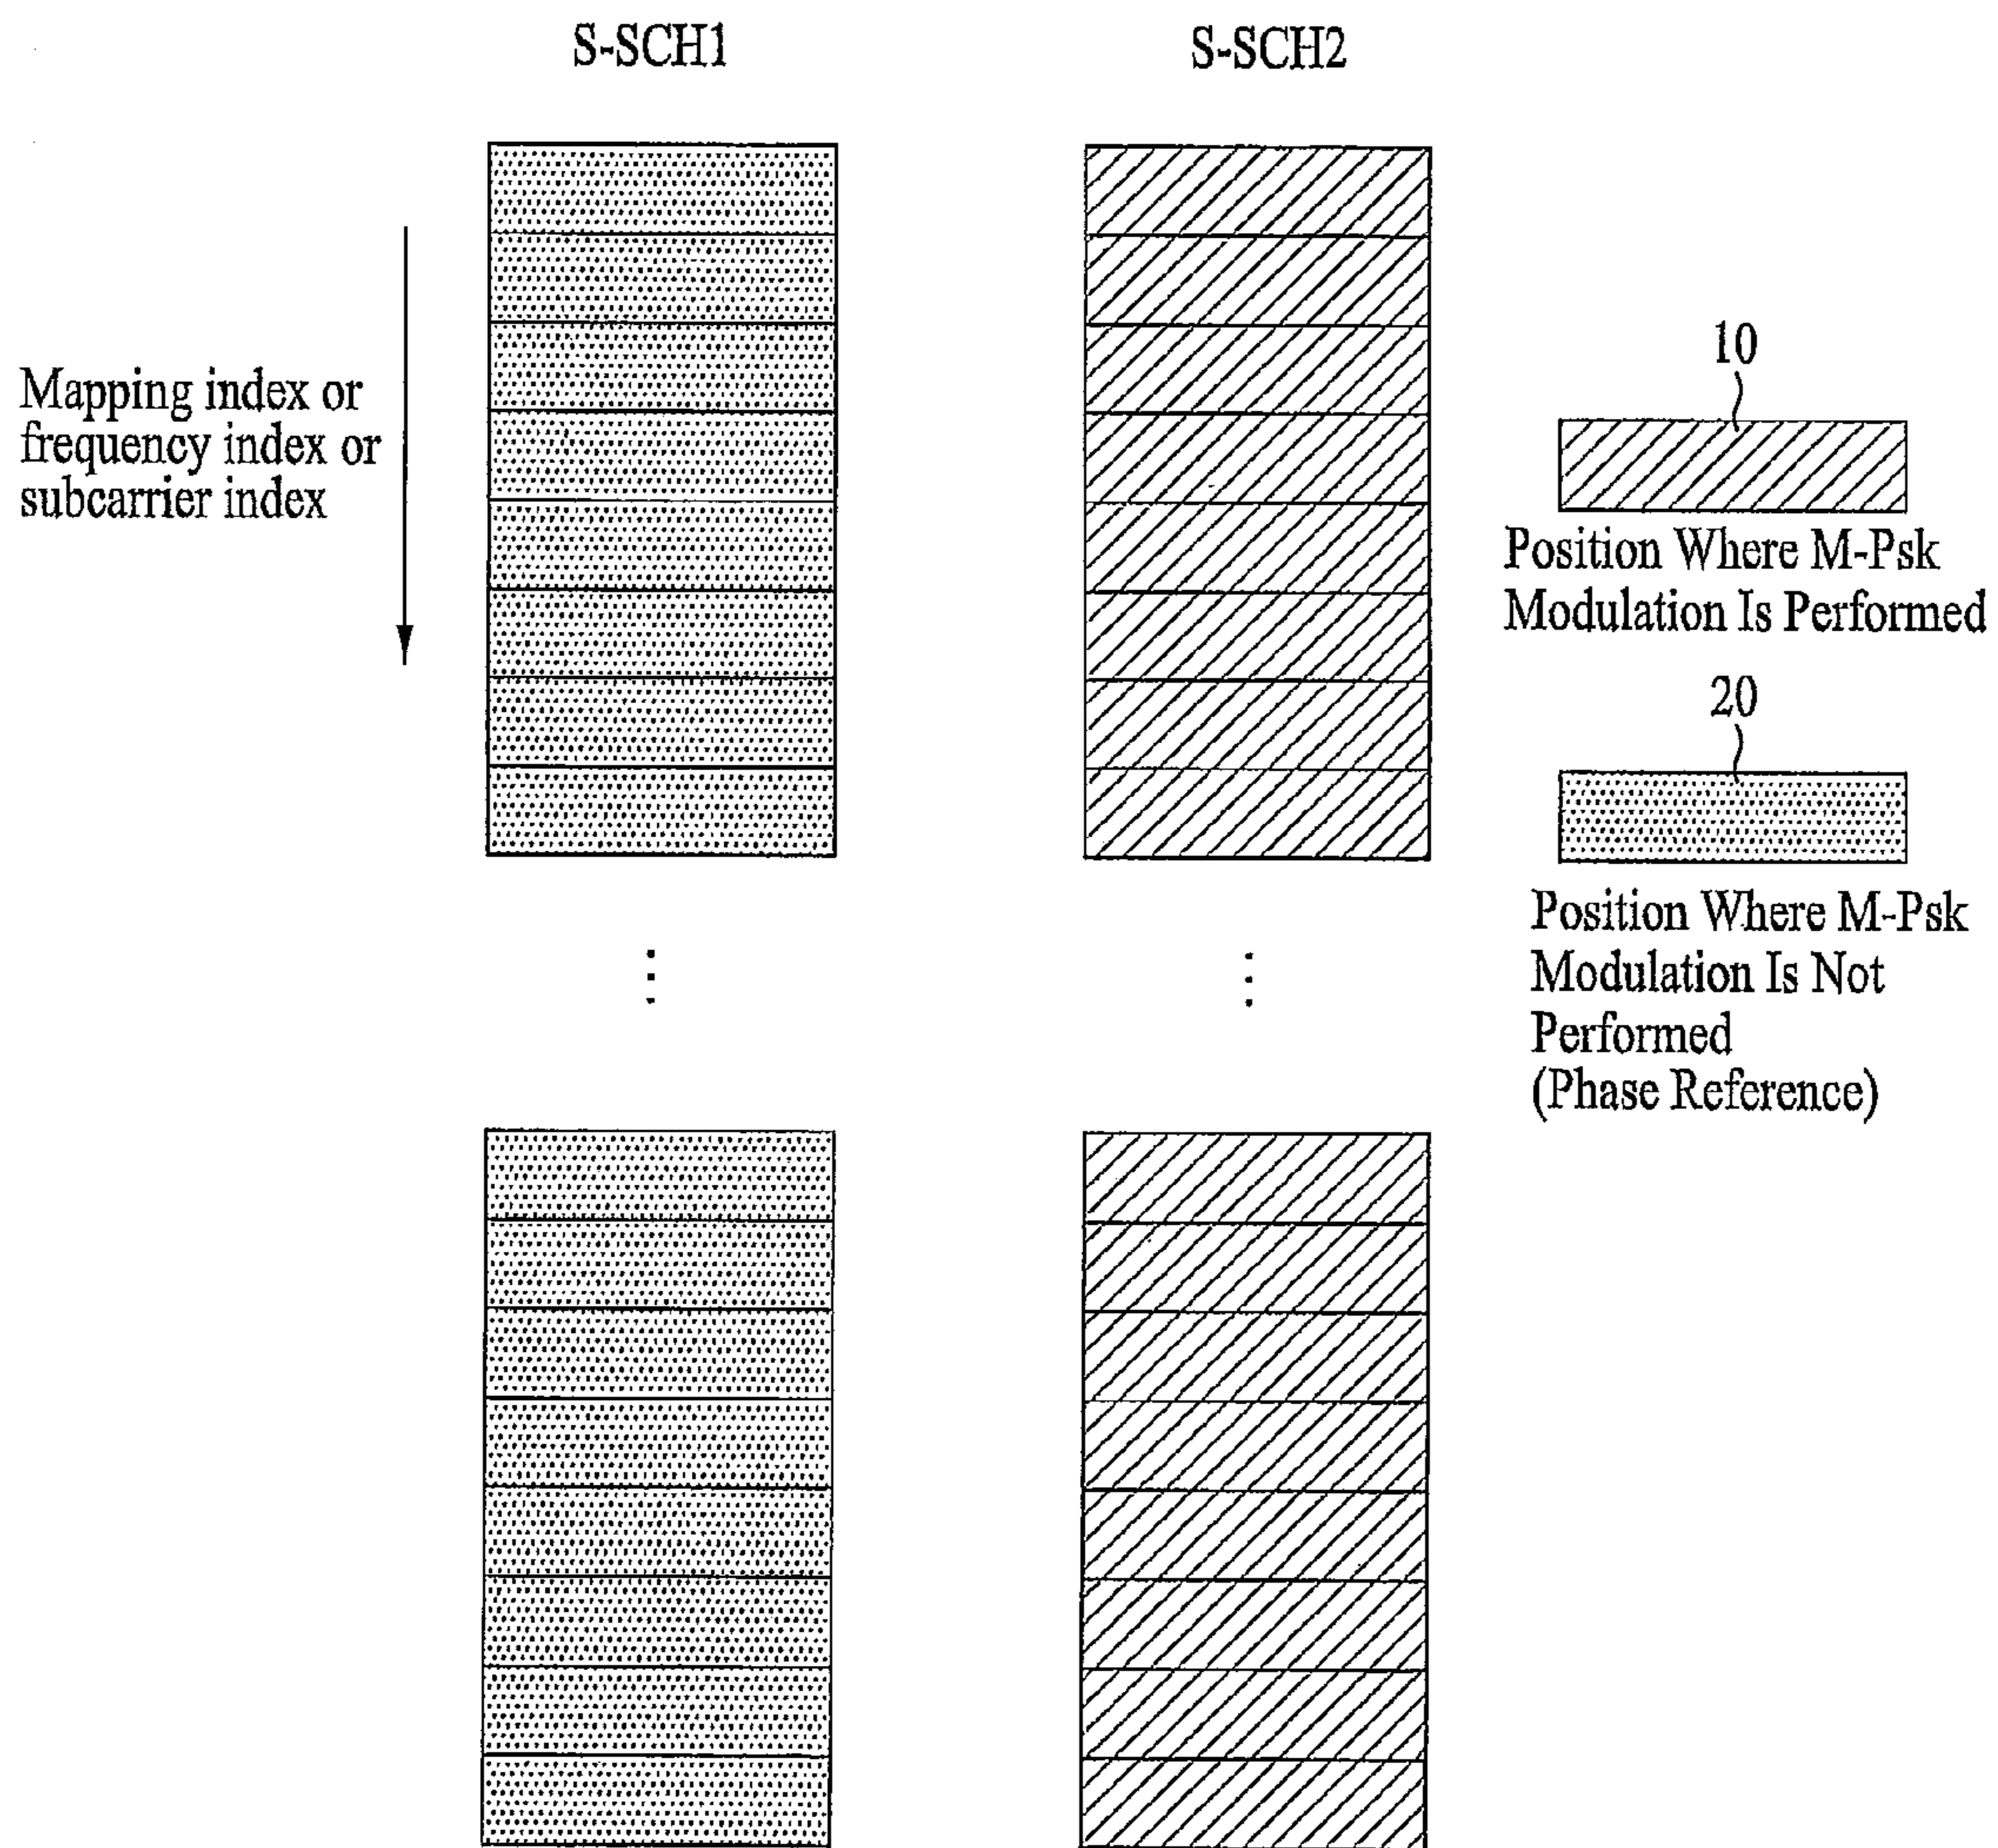 S-SCH1
S-SCH2
Mapping index or
frequency index or
subcarrier index
10
Position Where M-Psk
Modulation Is Performed
20
Position Where M-Psk
Modulation Is Not
Performed
(Phase Reference)